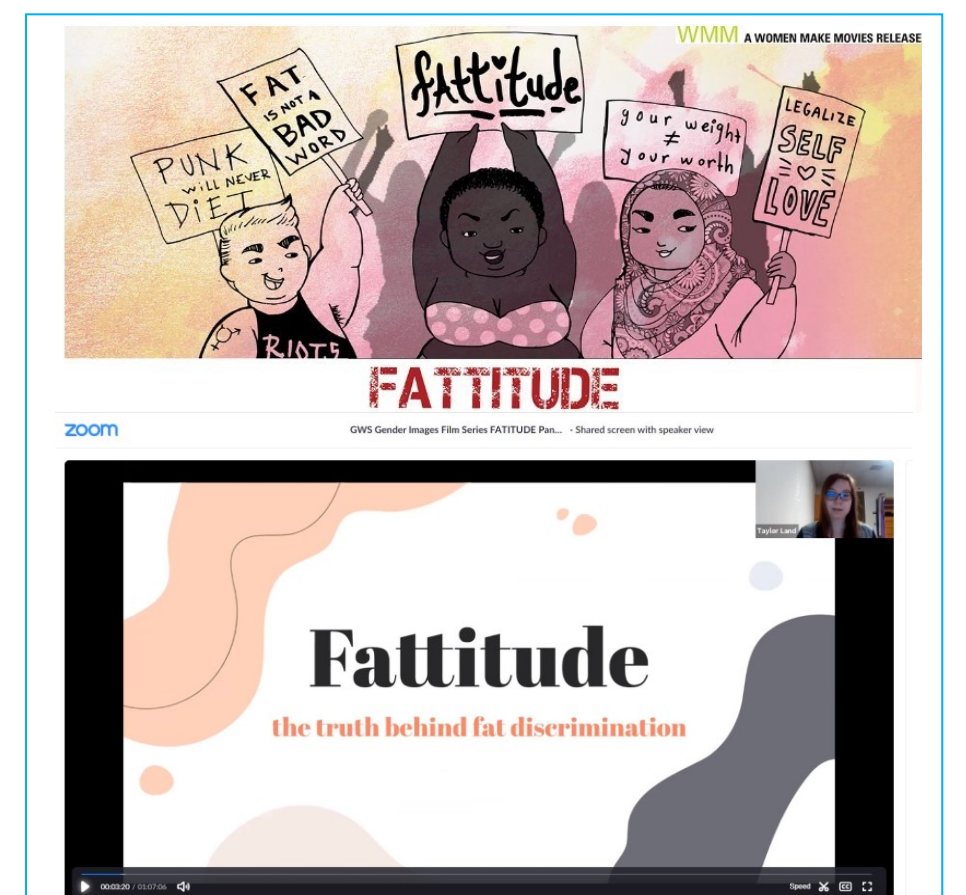 WMM A WOMEN MAKE MOVIES RELEASE
PUNK
WILL NEVER
DIET
FAT
IS NOT A
BAD
WORD
fAttitude
your weight
≠
your worth
LEGALIZE
SELF
LOVE
RIOTS
FATTITUDE
zoom
GWS Gender Images Film Series FATITUDE Pan... - Shared screen with speaker view
Taylor Land
Fattitude
the truth behind fat discrimination
00:03:20 / 01:07:06
Speed
CC